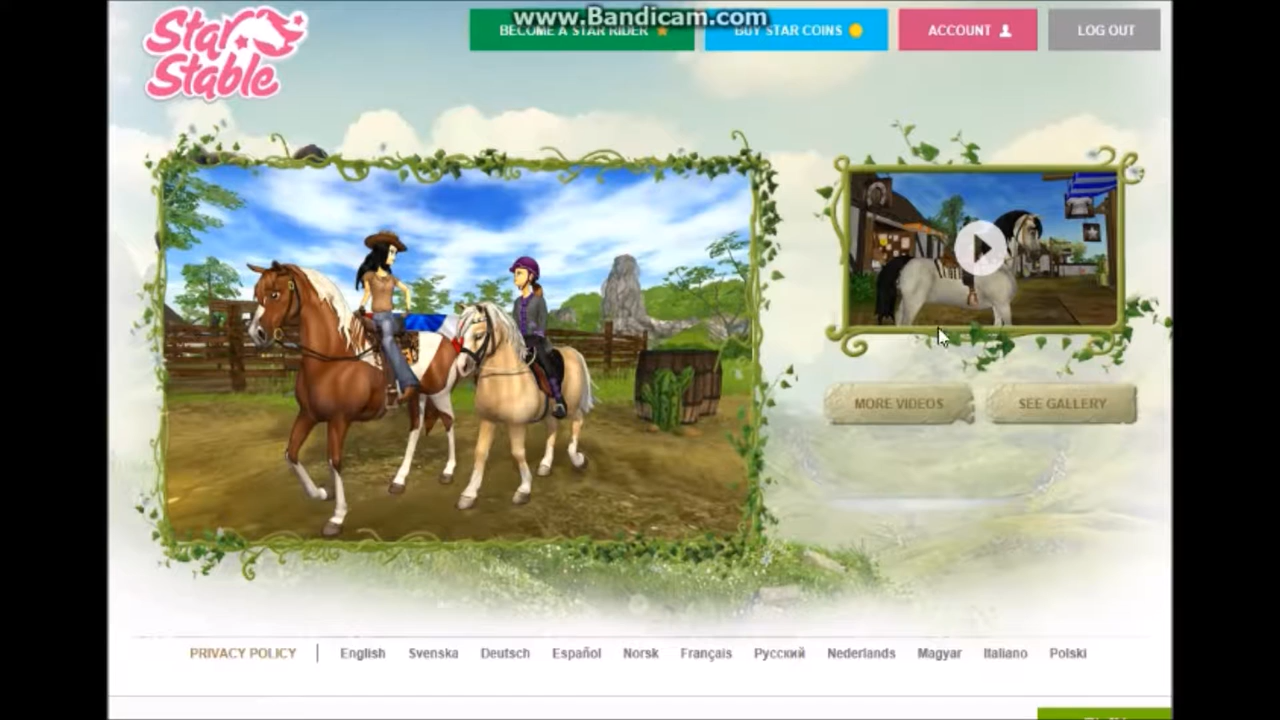 www.Bandicam.com
Star Stable
BECOME A STAR RIDER
BUY STAR COINS
ACCOUNT
LOG OUT
MORE VIDEOS
SEE GALLERY
PRIVACY POLICY | English Svenska Deutsch Español Norsk Français Русский Nederlands Magyar Italiano Polski